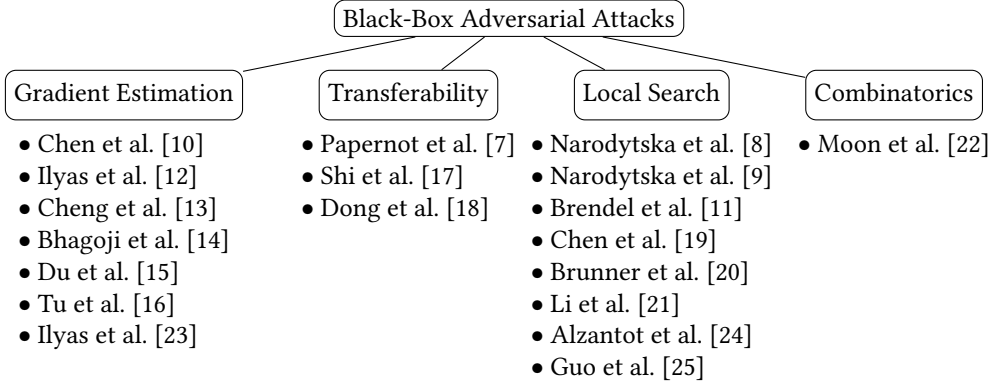 Black-Box Adversarial Attacks
Gradient Estimation
• Chen et al. [10]
• Ilyas et al. [12]
• Cheng et al. [13]
• Bhagoji et al. [14]
• Du et al. [15]
• Tu et al. [16]
• Ilyas et al. [23]
Transferability
• Papernot et al. [7]
• Shi et al. [17]
• Dong et al. [18]
Local Search
• Narodytska et al. [8]
• Narodytska et al. [9]
• Brendel et al. [11]
• Chen et al. [19]
• Brunner et al. [20]
• Li et al. [21]
• Alzantot et al. [24]
• Guo et al. [25]
Combinatorics
• Moon et al. [22]